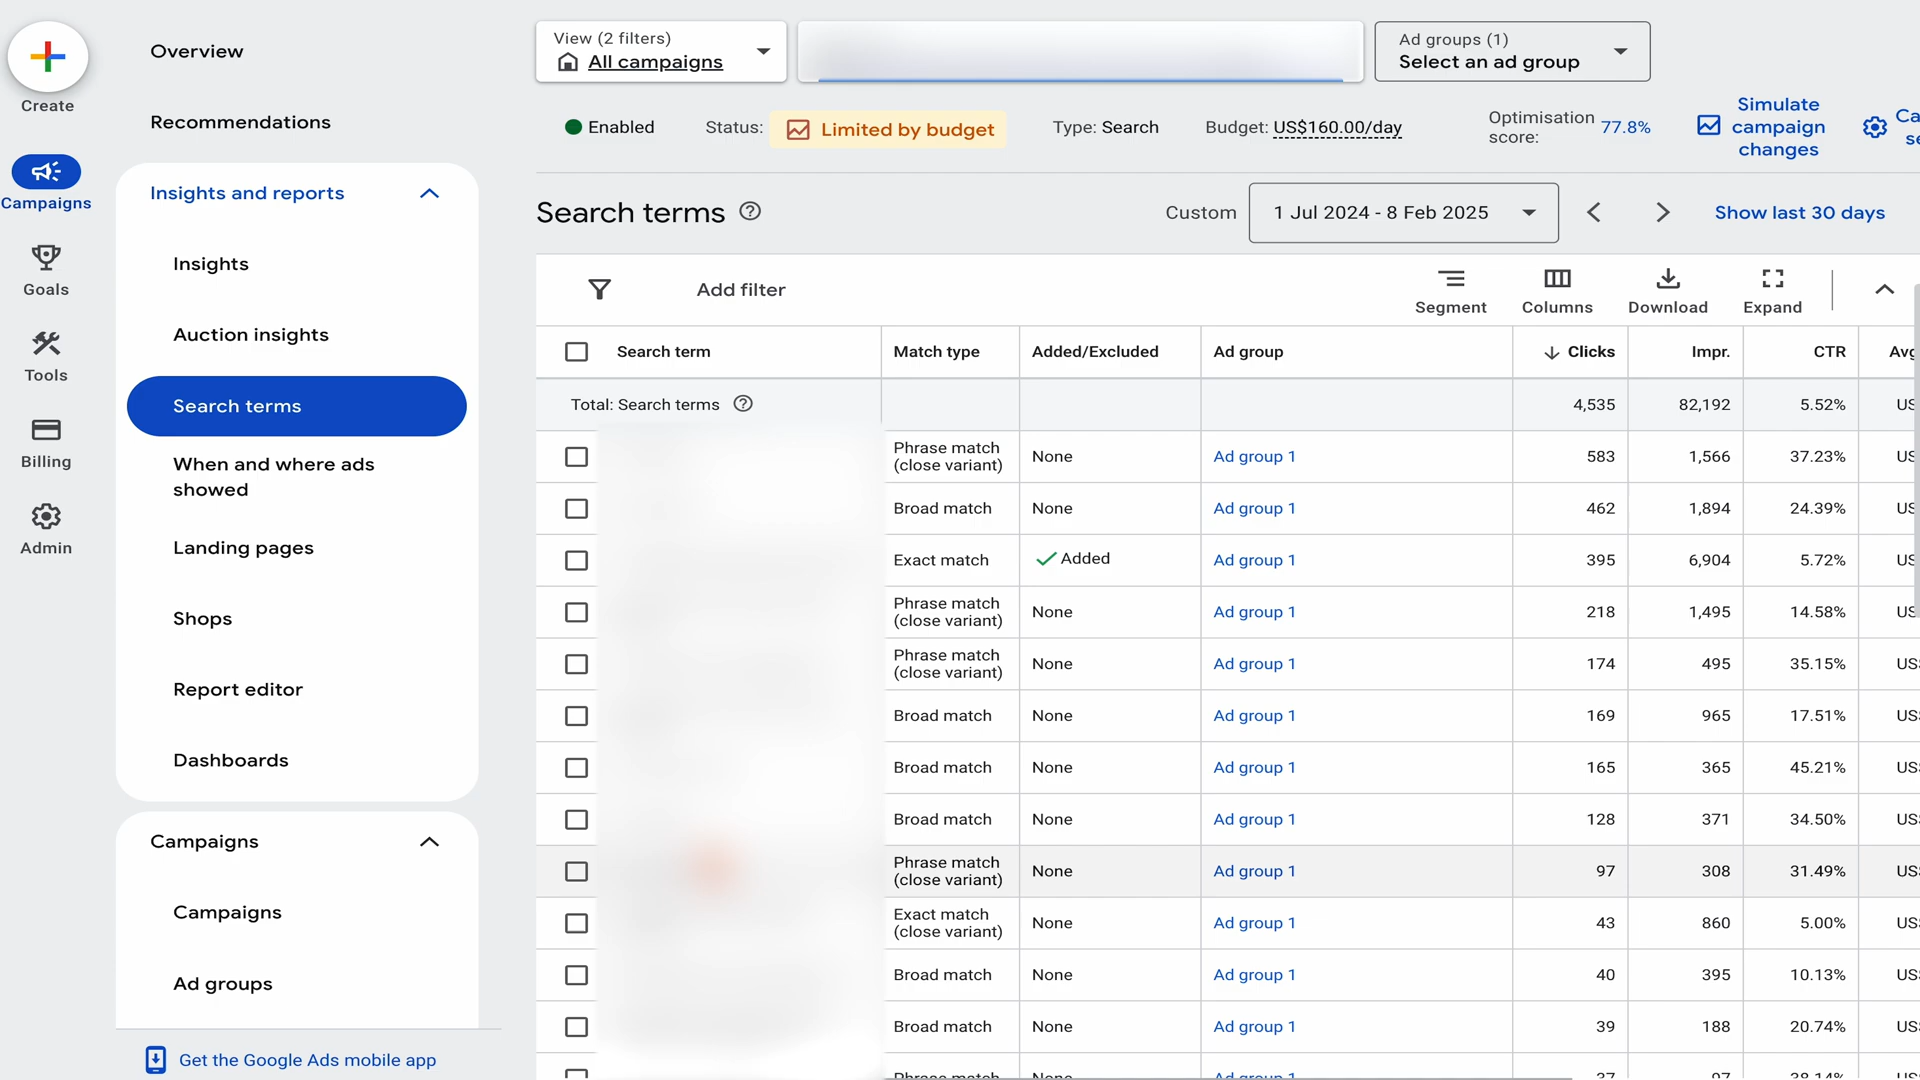 Create
Campaigns
Goals
Tools
Billing
Admin
Overview
Recommendations
Insights and reports
Insights
Auction insights
Search terms
When and where ads
showed
Landing pages
Shops
Report editor
Dashboards
Campaigns
Campaigns
Ad groups
Get the Google Ads mobile app
View (2 filters)
All campaigns
Ad groups (1)
Select an ad group
Enabled
Status: Limited by budget
Type: Search
Budget: US$160.00/day
Optimisation
score: 77.8%
Simulate
campaign
changes
Search terms
Custom 1 Jul 2024 - 8 Feb 2025
Show last 30 days
Add filter
Segment
Columns
Download
Expand
Search term Match type Added/Excluded Ad group Clicks Impr. CTR
Total: Search terms 4,535 82,192 5.52%
Phrase match
(close variant) None Ad group 1 583 1,566 37.23%
Broad match None Ad group 1 462 1,894 24.39%
Exact match Added Ad group 1 395 6,904 5.72%
Phrase match
(close variant) None Ad group 1 218 1,495 14.58%
Phrase match
(close variant) None Ad group 1 174 495 35.15%
Broad match None Ad group 1 169 965 17.51%
Broad match None Ad group 1 165 365 45.21%
Broad match None Ad group 1 128 371 34.50%
Phrase match
(close variant) None Ad group 1 97 308 31.49%
Exact match
(close variant) None Ad group 1 43 860 5.00%
Broad match None Ad group 1 40 395 10.13%
Broad match None Ad group 1 39 188 20.74%